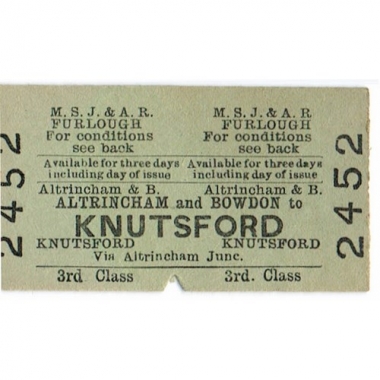 M. S. J. & A. R. M. S. J. & A. R
FURLOUGH FURLOUGH
For conditions For conditions
see back see back
Available for three days Available for three days
including day of issue including day of issue
Altrincham & B. Altrincham & B.
ALTRINCHAM and BOWDON to
KNUTSFORD
KNUTSFORD KNUTSFORD
Via Altrincham Junc.
3rd Class 3rd. Class
2452
2452